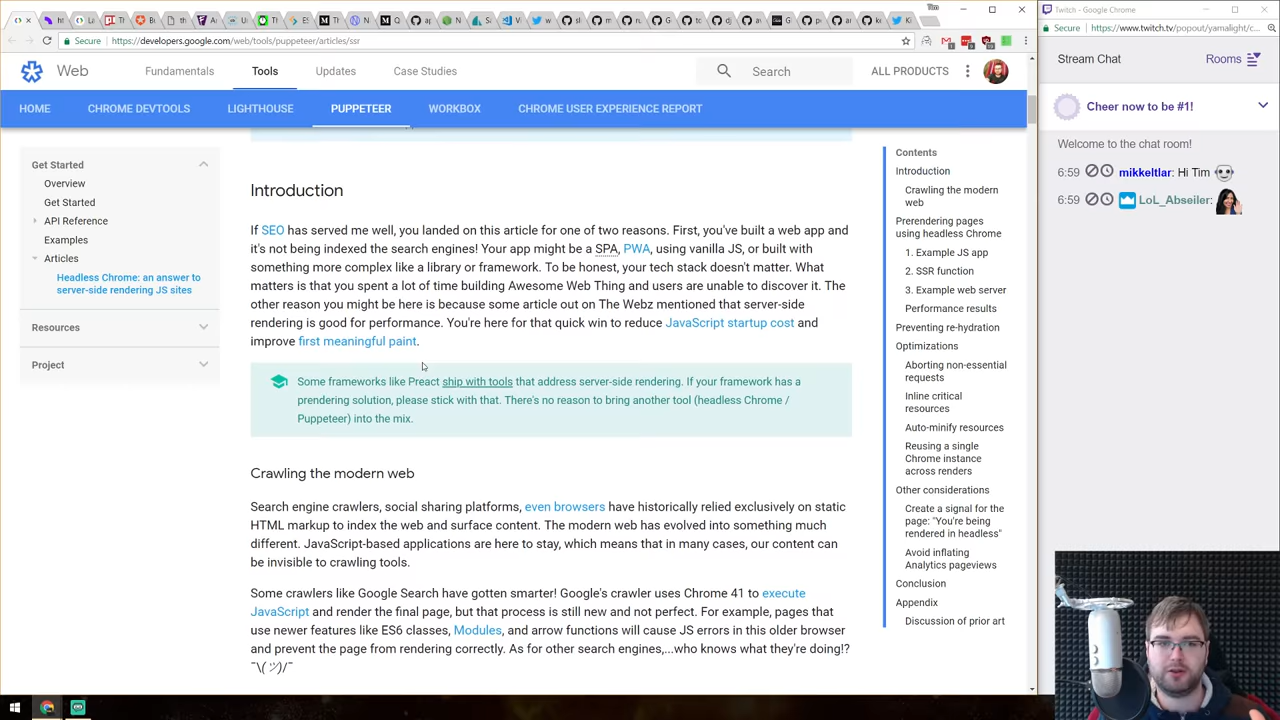 Tim
Secure
https://developers.google.com/web/tools/puppeteer/articles/ssr
Web
Fundamentals
Tools
Updates
Case Studies
Search
ALL PRODUCTS
HOME
CHROME DEVTOOLS
LIGHTHOUSE
PUPPETEER
WORKBOX
CHROME USER EXPERIENCE REPORT
Get Started
Overview
Get Started
API Reference
Examples
Articles
Headless Chrome: an answer to
server-side rendering JS sites
Resources
Project
Introduction
If SEO has served me well, you landed on this article for one of two reasons. First, you've built a web app and
it's not being indexed the search engines! Your app might be a SPA, PWA, using vanilla JS, or built with
something more complex like a library or framework. To be honest, your tech stack doesn't matter. What
matters is that you spent a lot of time building Awesome Web Thing and users are unable to discover it. The
other reason you might be here is because some article out on The Webz mentioned that server-side
rendering is good for performance. You're here for that quick win to reduce JavaScript startup cost and
improve first meaningful paint.
Some frameworks like Preact ship with tools that address server-side rendering. If your framework has a
prendering solution, please stick with that. There's no reason to bring another tool (headless Chrome /
Puppeteer) into the mix.
Crawling the modern web
Search engine crawlers, social sharing platforms, even browsers have historically relied exclusively on static
HTML markup to index the web and surface content. The modern web has evolved into something much
different. JavaScript-based applications are here to stay, which means that in many cases, our content can
be invisible to crawling tools.
Some crawlers like Google Search have gotten smarter! Google's crawler uses Chrome 41 to execute
JavaScript and render the final page, but that process is still new and not perfect. For example, pages that
use newer features like ES6 classes, Modules, and arrow functions will cause JS errors in this older browser
and prevent the page from rendering correctly. As for other search engines,...who knows what they're doing!?
¯\(ツ)/¯
Contents
Introduction
Crawling the modern
web
Prerendering pages
using headless Chrome
1. Example JS app
2. SSR function
3. Example web server
Performance results
Preventing re-hydration
Optimizations
Aborting non-essential
requests
Inline critical
resources
Auto-minify resources
Reusing a single
Chrome instance
across renders
Other considerations
Create a signal for the
page: "You're being
rendered in headless"
Avoid inflating
Analytics pageviews
Conclusion
Appendix
Discussion of prior art
Twitch - Google Chrome
Secure
https://www.twitch.tv/popout/yamalight/c...
Stream Chat
Rooms
Cheer now to be #1!
Welcome to the chat room!
6:59 mikkeltlar: Hi Tim
6:59 LoL_Abseiler: